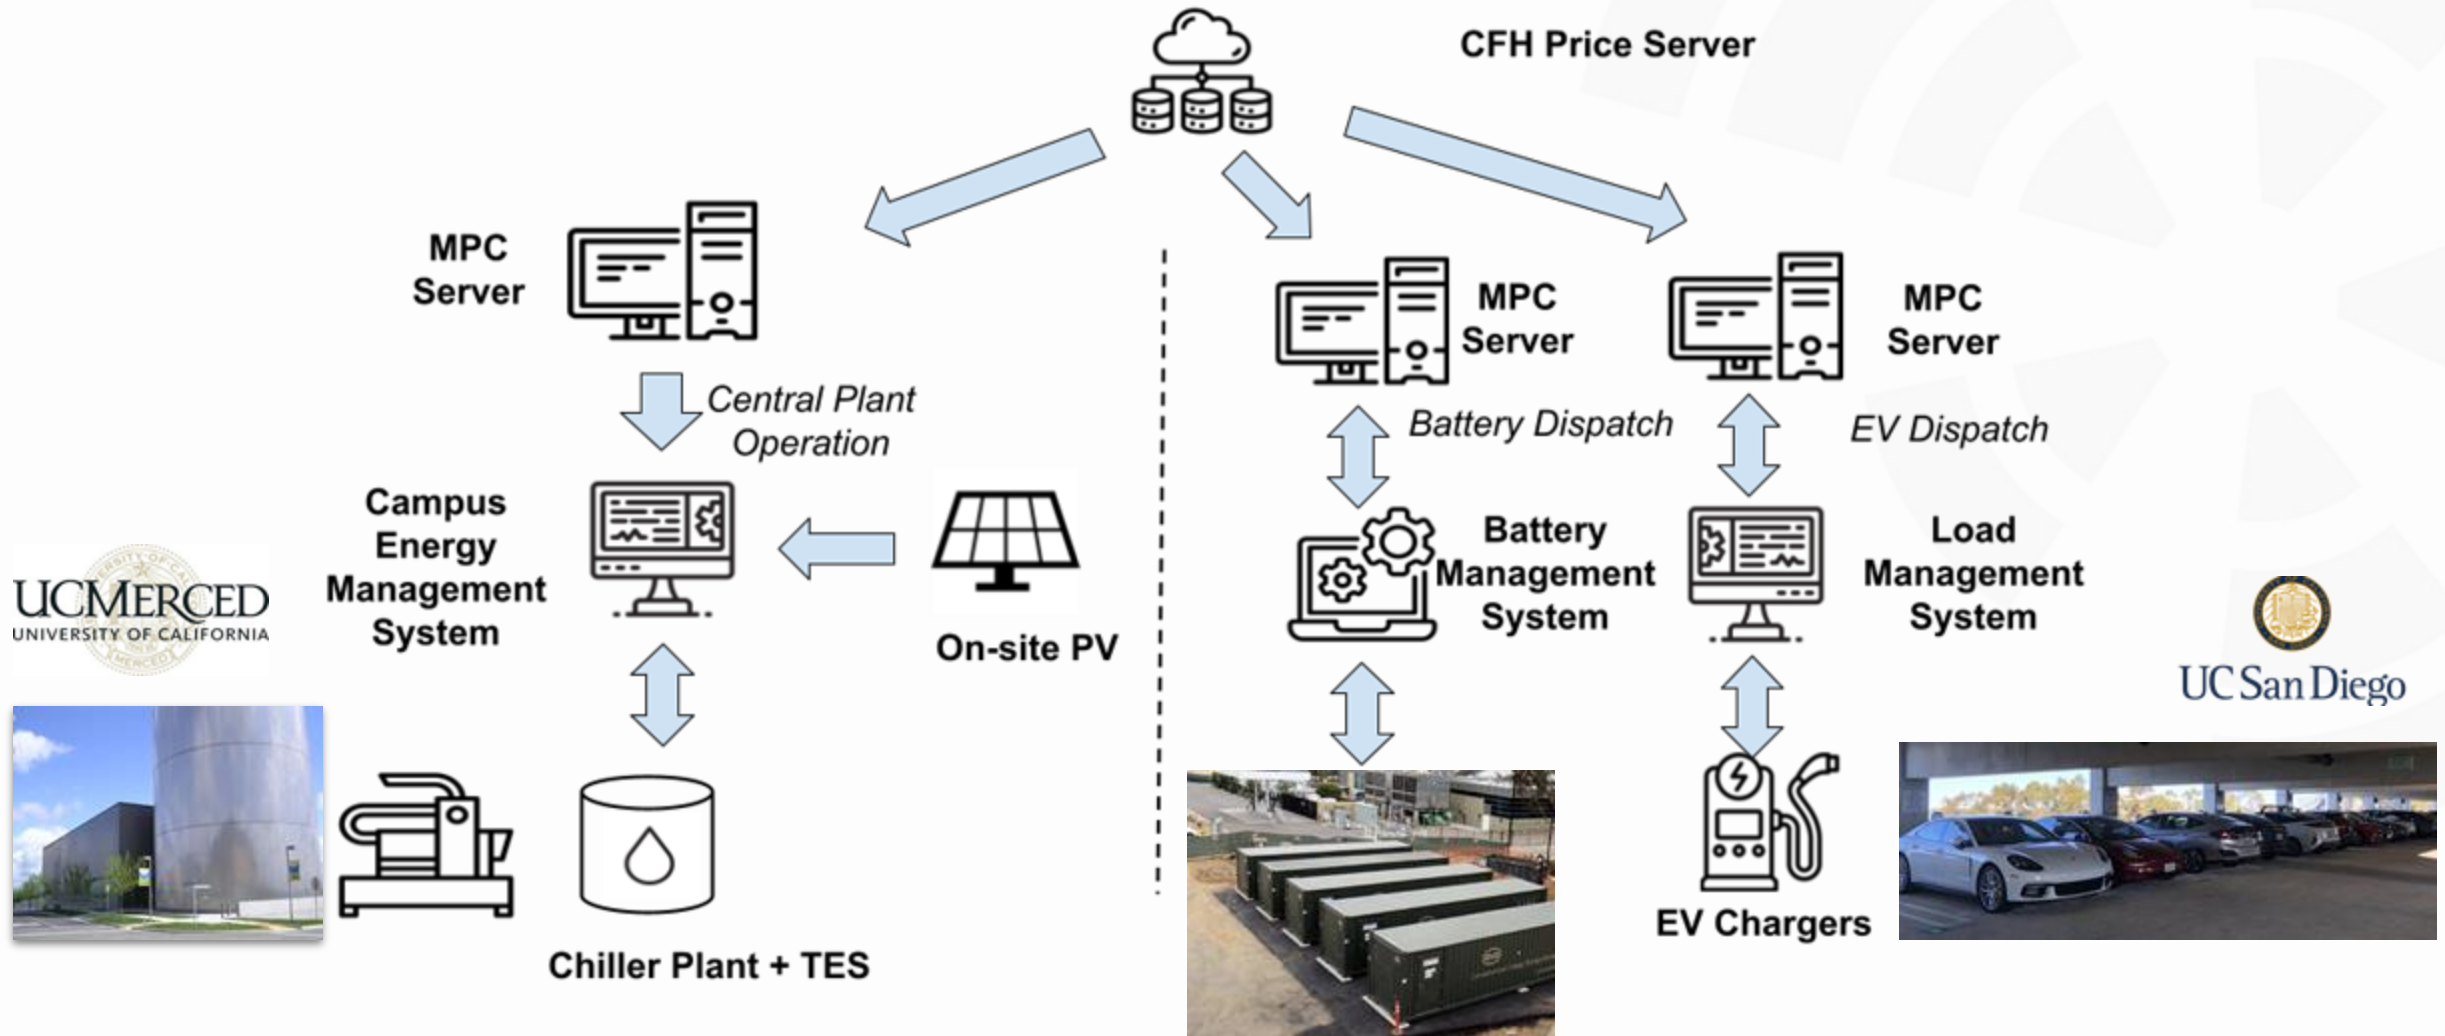 CFH Price Server
MPC
Server
MPC
Server
MPC
Server
Central Plant
Operation
Battery Dispatch
EV Dispatch
Campus
Energy
Management
System
On-site PV
Battery
Management
System
Load
Management
System
UCMERCED
UNIVERSITY OF CALIFORNIA
MERCED
UC San Diego
EV Chargers
Chiller Plant + TES